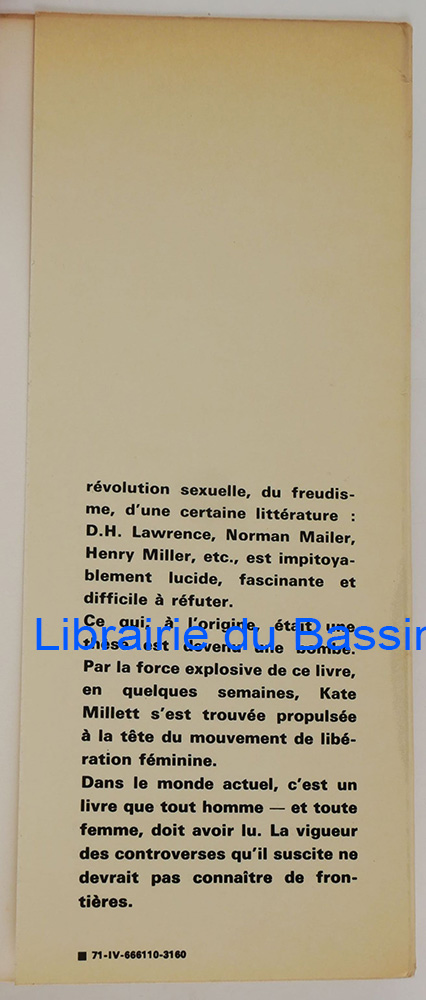 révolution sexuelle, du freudis-
me, d'une certaine littérature :
D.H. Lawrence, Norman Mailer,
Henry Miller, etc., est impitoya-
blement lucide, fascinante et
difficile à réfuter.
Ce qui, à l'origine, était une
thèse est devenu une bombe.
Librairie du Bassin
Par la force explosive de ce livre,
en quelques semaines, Kate
Millett s'est trouvée propulsée
à la tête du mouvement de libé-
ration féminine.
Dans le monde actuel, c'est un
livre que tout homme — et toute
femme, doit avoir lu. La vigueur
des controverses qu'il suscite ne
devrait pas connaître de fron-
tières.
■ 71-IV-666110-3160